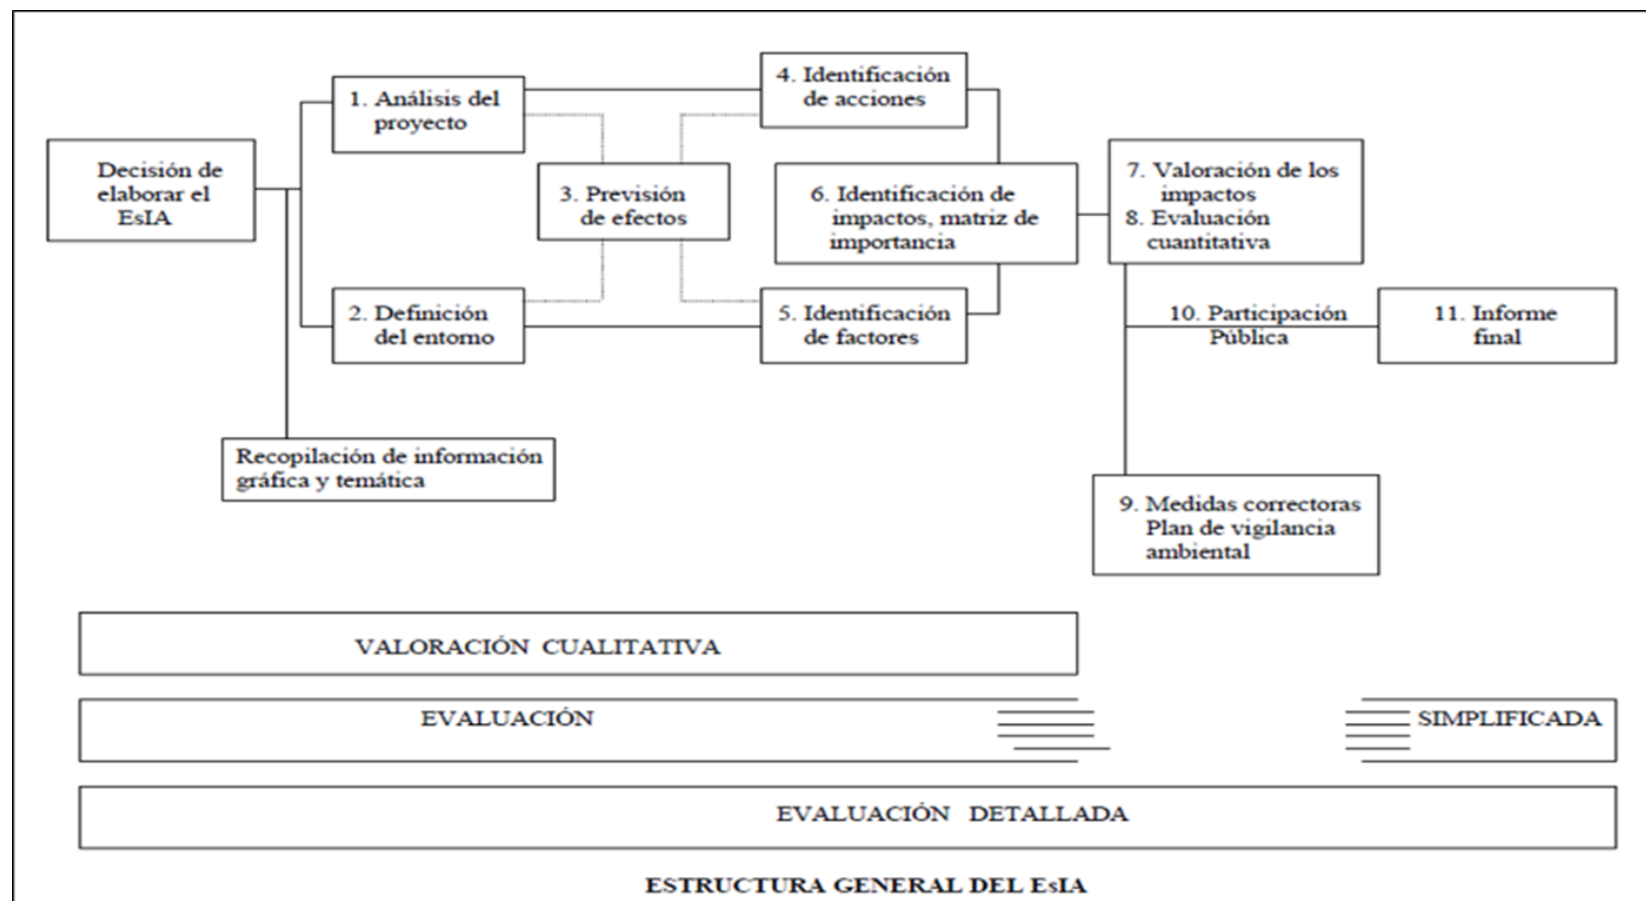 Decisión de
elaborar el
EsIA
1. Análisis del
proyecto
2. Definición
del entorno
Recopilación de información
gráfica y temática
3. Previsión
de efectos
4. Identificación
de acciones
5. Identificación
de factores
6. Identificación de
impactos, matriz de
importancia
7. Valoración de los
impactos
8. Evaluación
cuantitativa
10. Participación
Pública
11. Informe
final
9. Medidas correctoras
Plan de vigilancia
ambiental
VALORACIÓN CUALITATIVA
EVALUACIÓN SIMPLIFICADA
EVALUACIÓN DETALLADA
ESTRUCTURA GENERAL DEL EsIA